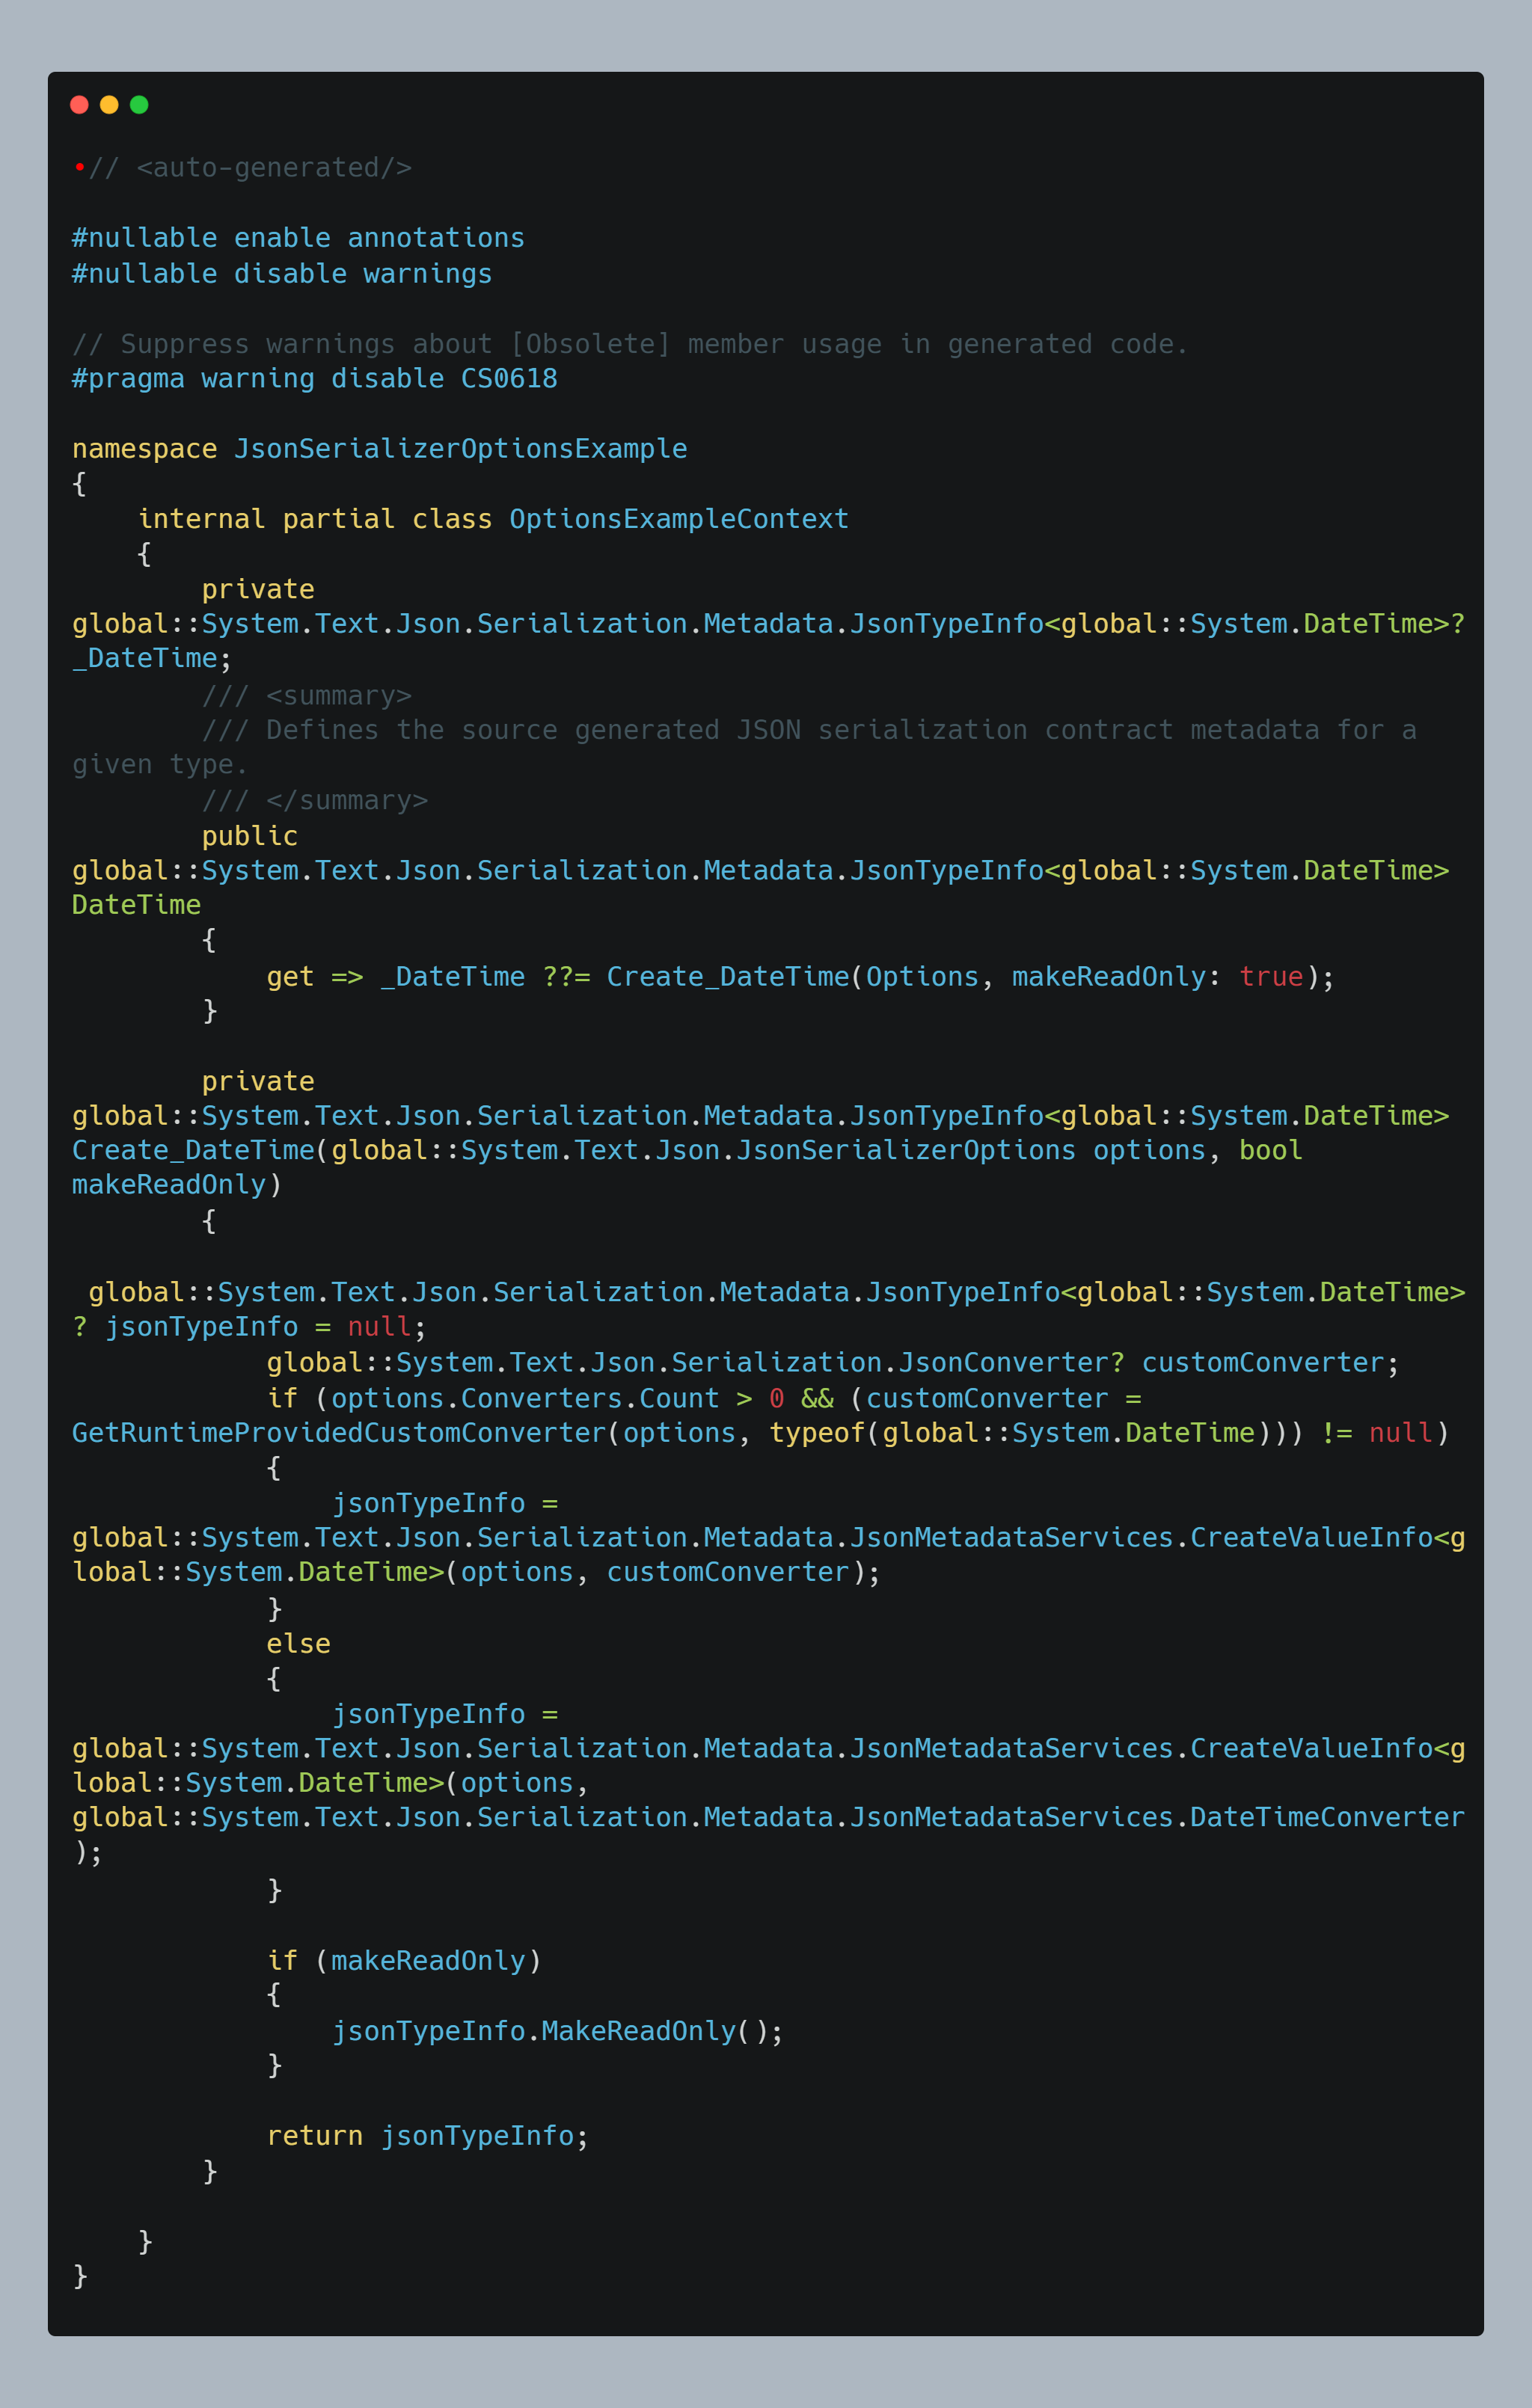 •// <auto-generated/>
#nullable enable annotations
#nullable disable warnings
// Suppress warnings about [Obsolete] member usage in generated code.
#pragma warning disable CS0618
namespace JsonSerializerOptionsExample
{
    internal partial class OptionsExampleContext
    {
        private
global::System.Text.Json.Serialization.Metadata.JsonTypeInfo<global::System.DateTime>?
_DateTime;
        /// <summary>
        /// Defines the source generated JSON serialization contract metadata for a
given type.
        /// </summary>
        public
global::System.Text.Json.Serialization.Metadata.JsonTypeInfo<global::System.DateTime>
DateTime
        {
            get => _DateTime ??= Create_DateTime(Options, makeReadOnly: true);
        }
        private
global::System.Text.Json.Serialization.Metadata.JsonTypeInfo<global::System.DateTime>
Create_DateTime(global::System.Text.Json.JsonSerializerOptions options, bool
makeReadOnly)
        {
 global::System.Text.Json.Serialization.Metadata.JsonTypeInfo<global::System.DateTime>
? jsonTypeInfo = null;
            global::System.Text.Json.Serialization.JsonConverter? customConverter;
            if (options.Converters.Count > 0 && (customConverter =
GetRuntimeProvidedCustomConverter(options, typeof(global::System.DateTime))) != null)
            {
                jsonTypeInfo =
global::System.Text.Json.Serialization.Metadata.JsonMetadataServices.CreateValueInfo<g
lobal::System.DateTime>(options, customConverter);
            }
            else
            {
                jsonTypeInfo =
global::System.Text.Json.Serialization.Metadata.JsonMetadataServices.CreateValueInfo<g
lobal::System.DateTime>(options,
global::System.Text.Json.Serialization.Metadata.JsonMetadataServices.DateTimeConverter
);
            }
            if (makeReadOnly)
            {
                jsonTypeInfo.MakeReadOnly();
            }
            return jsonTypeInfo;
        }
    }
}